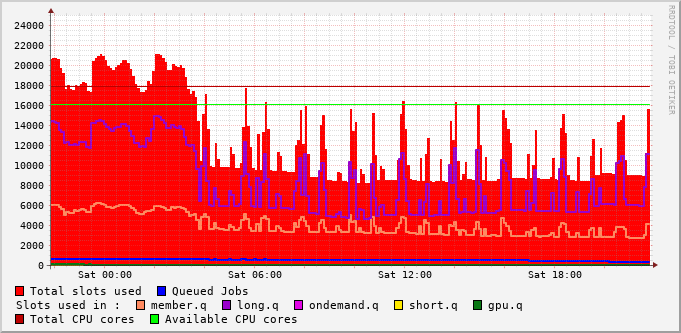 24000
22000
20000
18000
16000
14000
12000
10000
8000
6000
4000
2000
0
Sat 00:00 Sat 06:00 Sat 12:00 Sat 18:00
RRDTOOL / TOBI OETIKER
Total slots used Queued Jobs
Slots used in : member.q long.q ondemand.q short.q gpu.q
Total CPU cores Available CPU cores